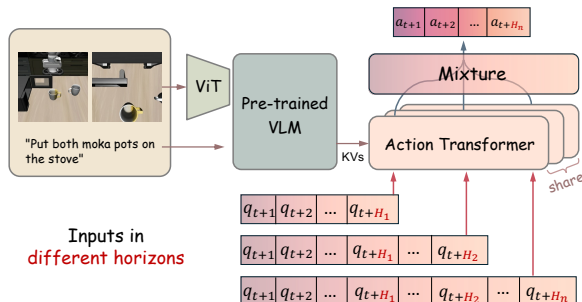 a_{t+1} a_{t+2} ... a_{t+H_n}
Mixture
ViT
Pre-trained
VLM
KVs
Action Transformer
share
"Put both moka pots on
the stove"
q_{t+1} q_{t+2} ... q_{t+H_1}
q_{t+1} q_{t+2} ... q_{t+H_1} ... q_{t+H_2}
q_{t+1} q_{t+2} ... q_{t+H_1} ... q_{t+H_2} ... q_{t+H_n}
Inputs in
different horizons